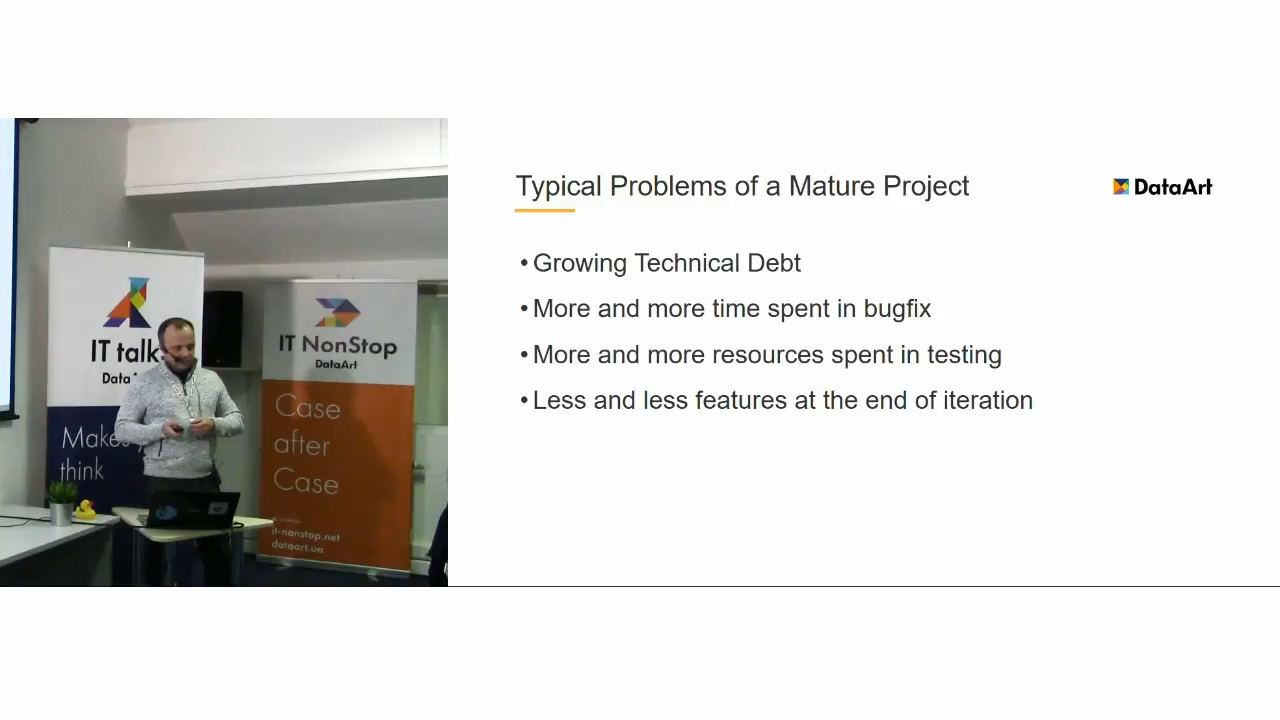 Typical Problems of a Mature Project
DataArt
• Growing Technical Debt
• More and more time spent in bugfix
• More and more resources spent in testing
• Less and less features at the end of iteration
IT talk
Data
Makes
think
IT NonStop
DataArt
Case
after
Case
it-nonstop.net
dataart.ua